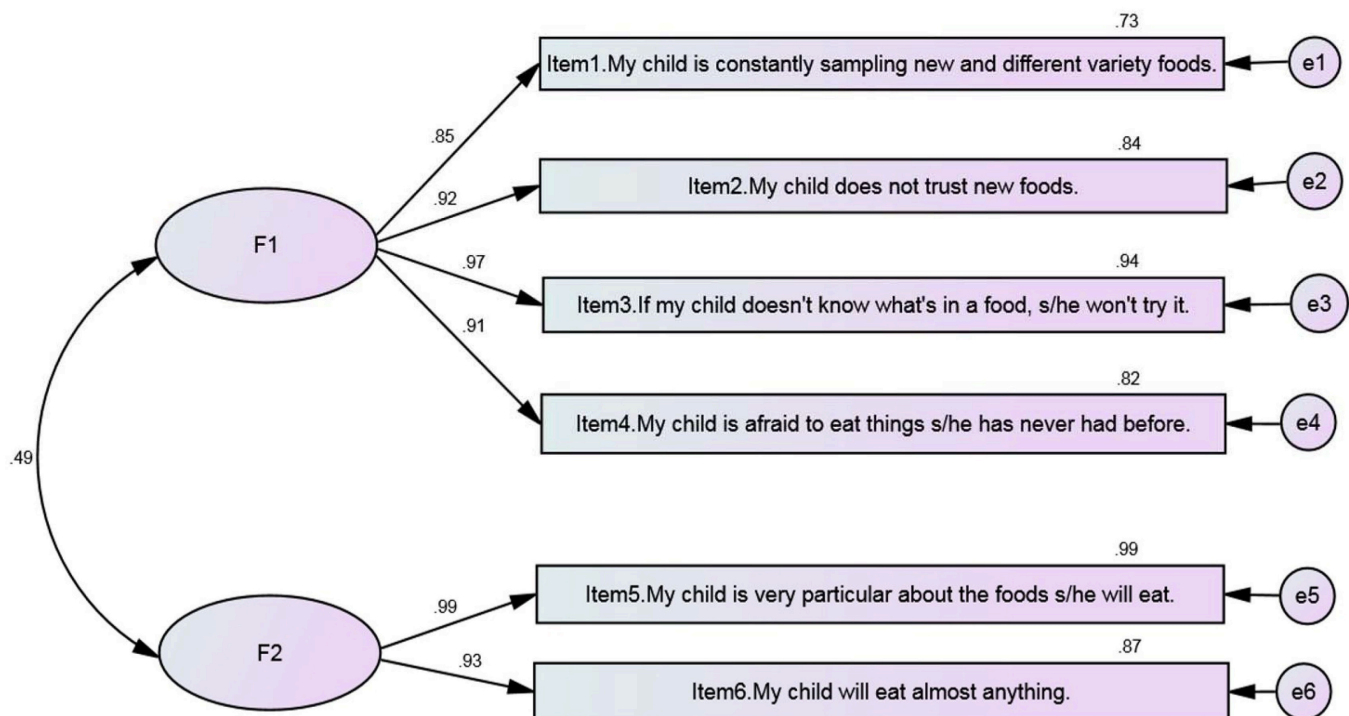 .73
Item1.My child is constantly sampling new and different variety foods.
e1
.85
.84
Item2.My child does not trust new foods.
e2
.92
F1
.97
.94
Item3.If my child doesn't know what's in a food, s/he won't try it.
e3
.91
.82
Item4.My child is afraid to eat things s/he has never had before.
e4
.49
.99
Item5.My child is very particular about the foods s/he will eat.
e5
.99
F2
.93
.87
Item6.My child will eat almost anything.
e6